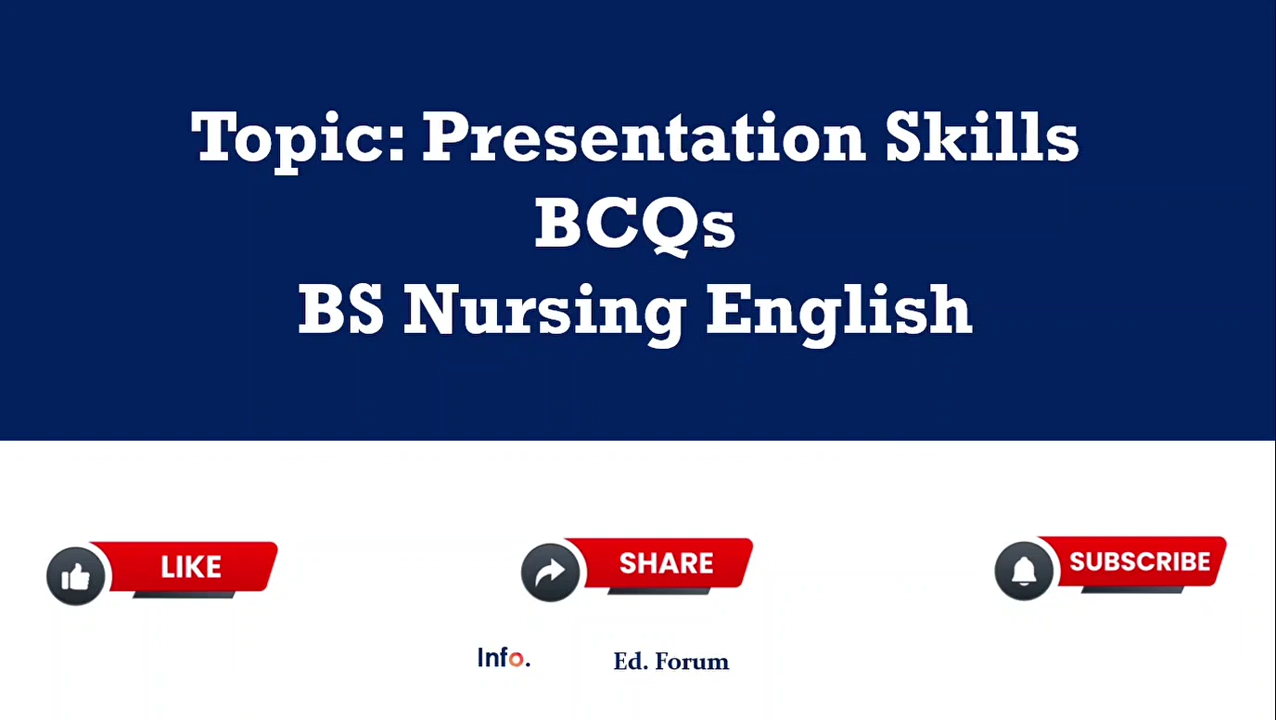 Topic: Presentation Skills
BCQs
BS Nursing English
LIKE
SHARE
SUBSCRIBE
Info.
Ed. Forum